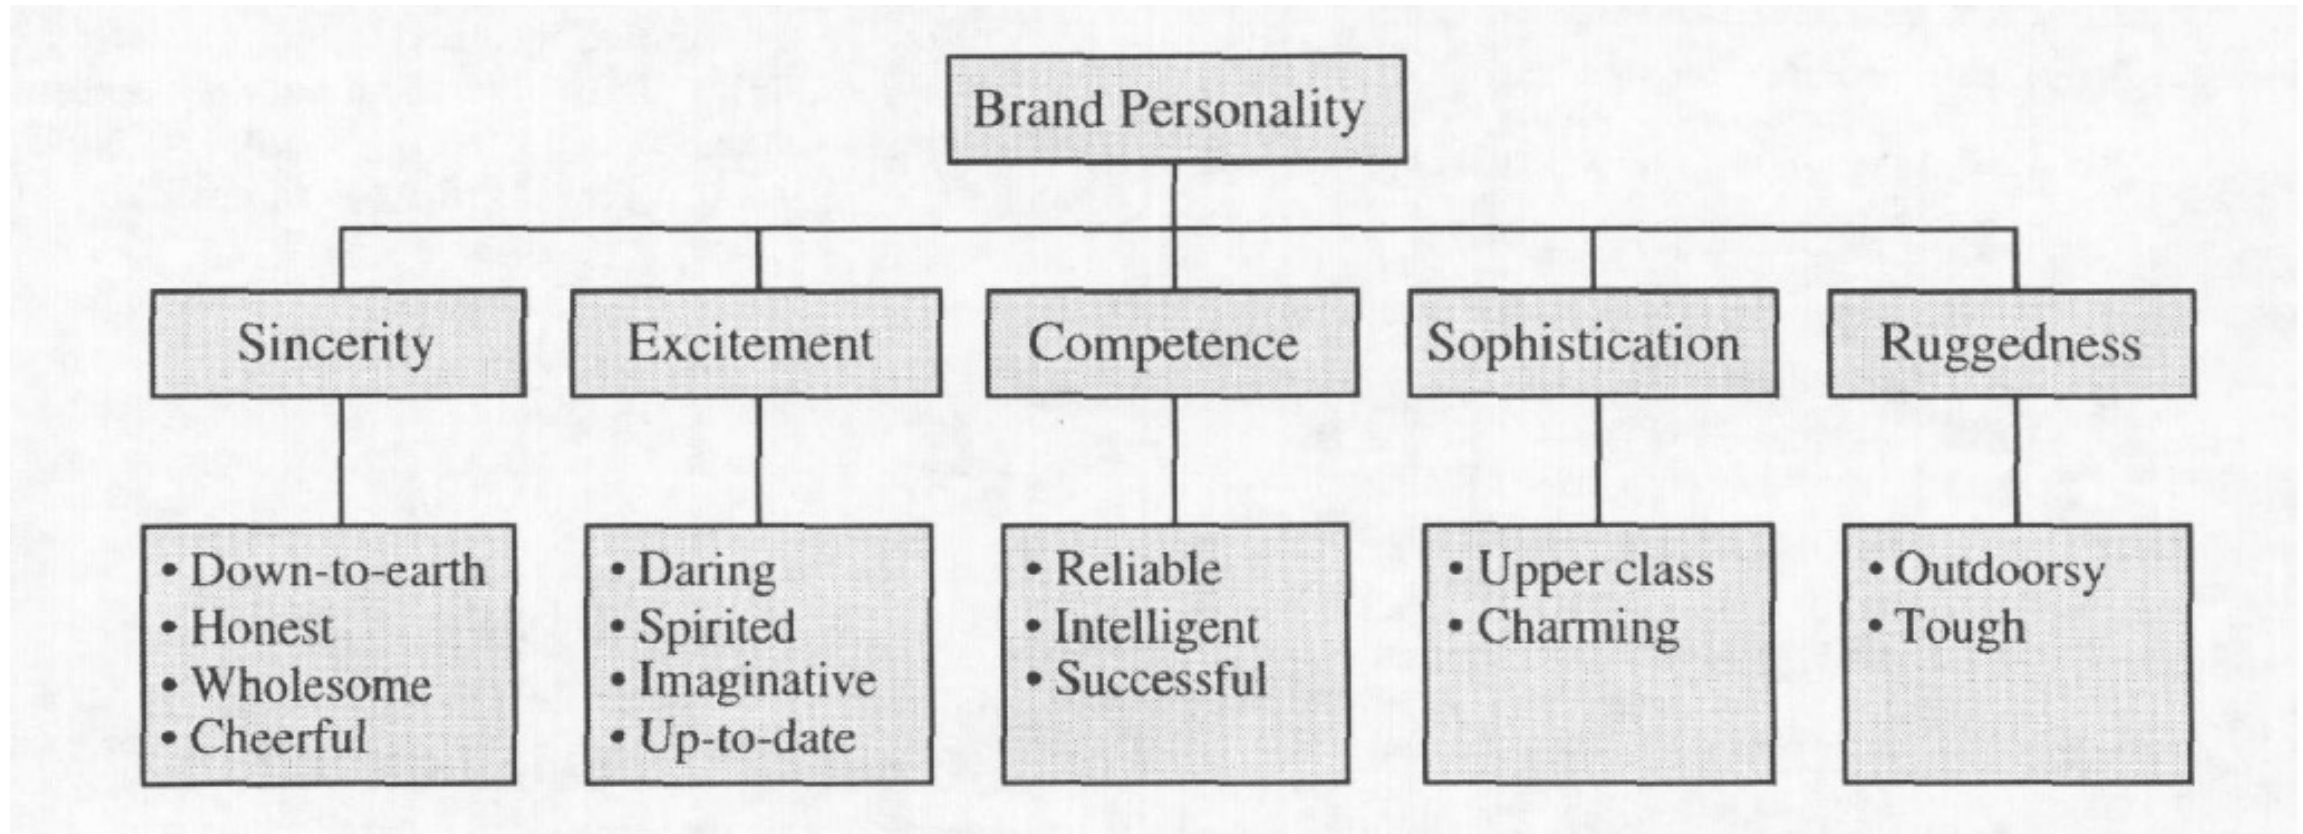 Brand Personality
Sincerity
Excitement
Competence
Sophistication
Ruggedness
• Down-to-earth
• Honest
• Wholesome
• Cheerful
• Daring
• Spirited
• Imaginative
• Up-to-date
• Reliable
• Intelligent
• Successful
• Upper class
• Charming
• Outdoorsy
• Tough